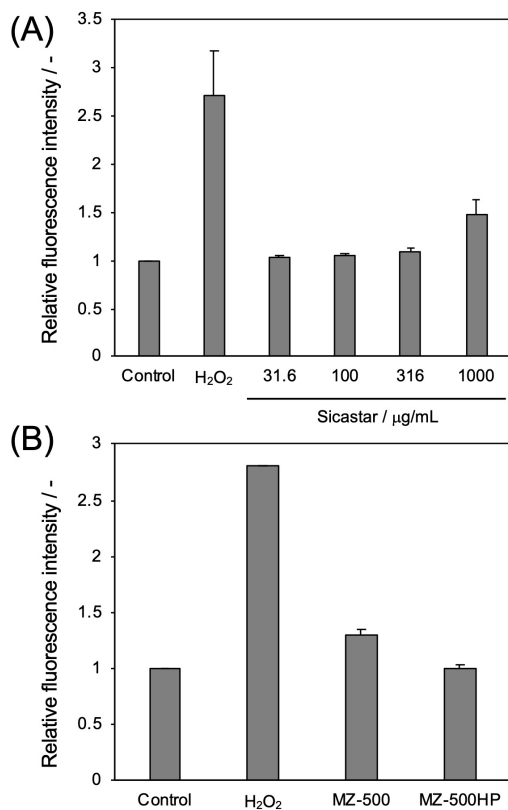 (A)
Relative fluorescence intensity / -
3.5
3
2.5
2
1.5
1
0.5
0
Control H₂O₂ 31.6 100 316 1000
Sicastar / μg/mL
(B)
Relative fluorescence intensity / -
3
2.5
2
1.5
1
0.5
0
Control H₂O₂ MZ-500 MZ-500HP